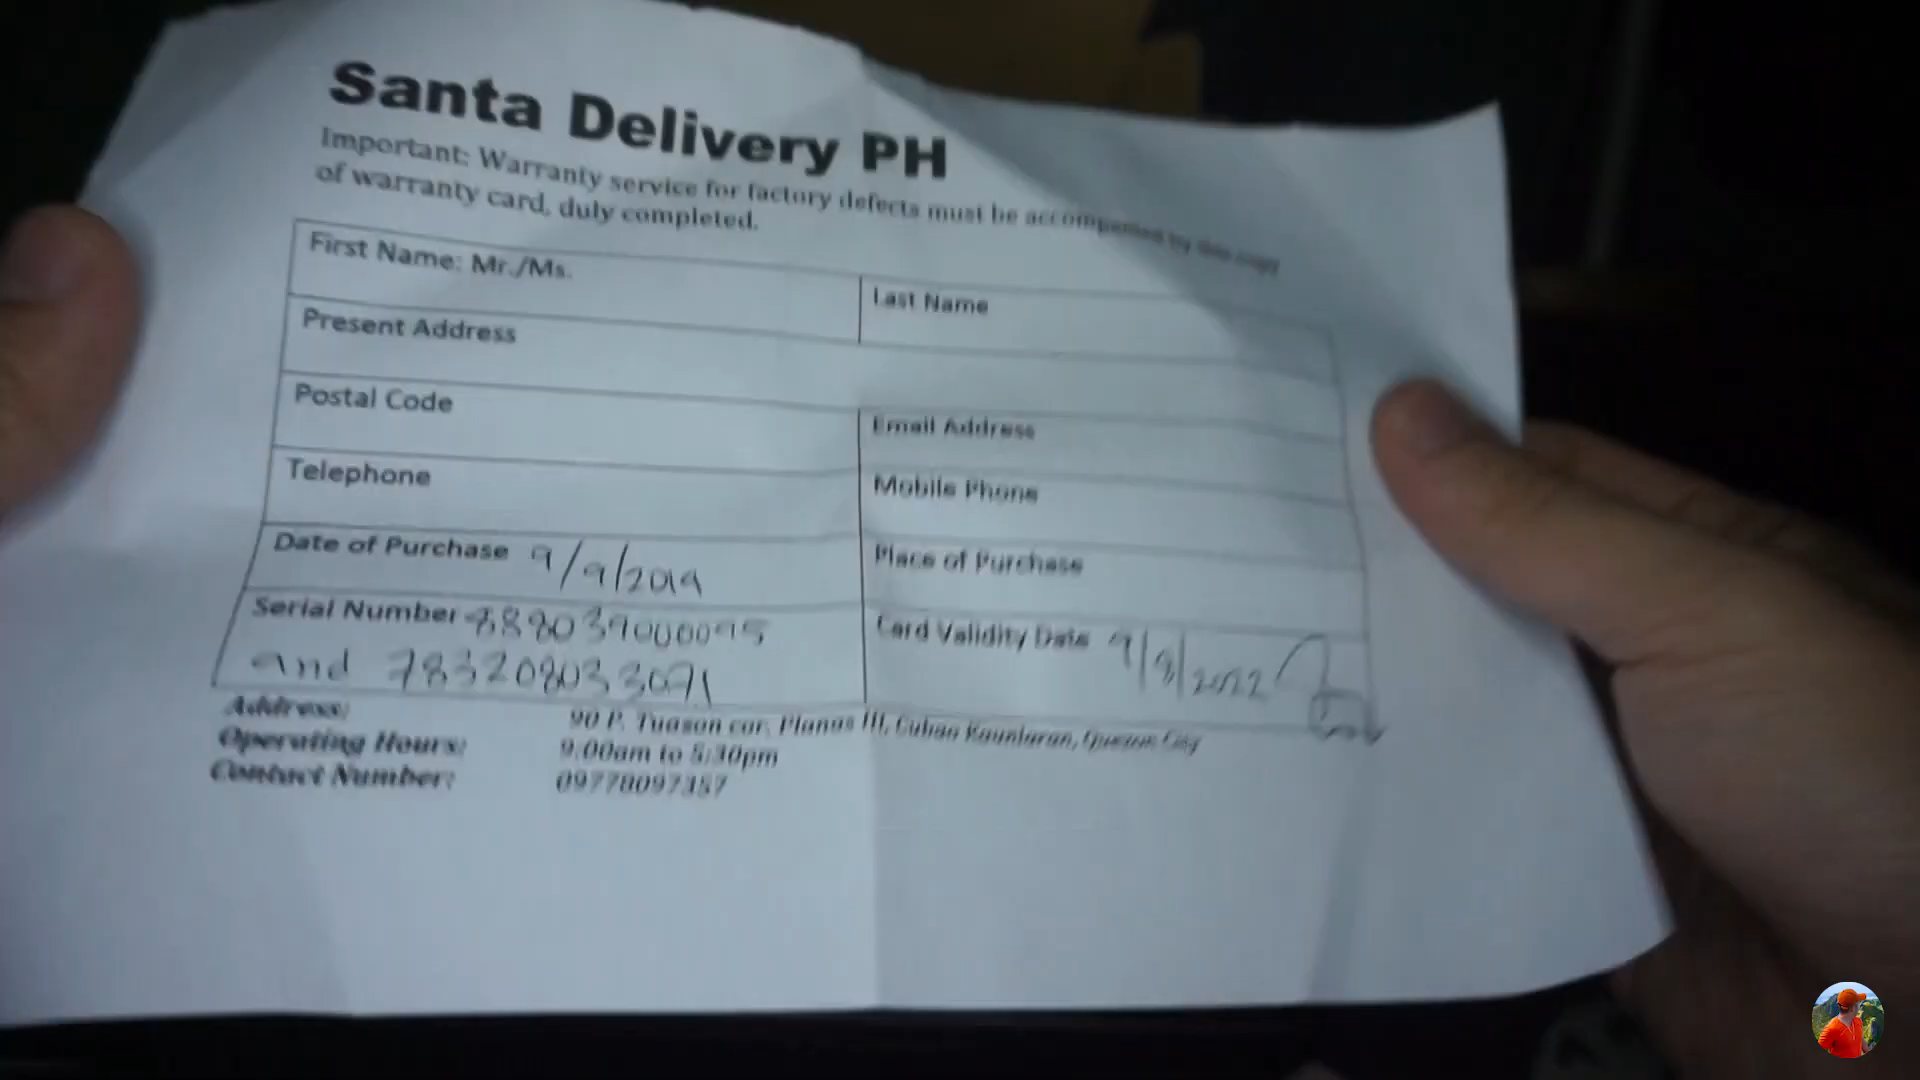 Santa Delivery PH
Important: Warranty service for factory defects must be accompanied by this copy
of warranty card, duly completed.
First Name: Mr./Ms.
Last Name
Present Address
Postal Code
Email Address
Telephone
Mobile Phone
Date of Purchase 9/9/2019
Place of Purchase
Serial Number
and 783208033071
Card Validity Date 9/8/2022
Address: 90 P. Tuason cor. Planas III, Cubao Kaunlaran, Quezon City
Operating Hours: 9:00am to 5:30pm
Contact Number: 09778097357